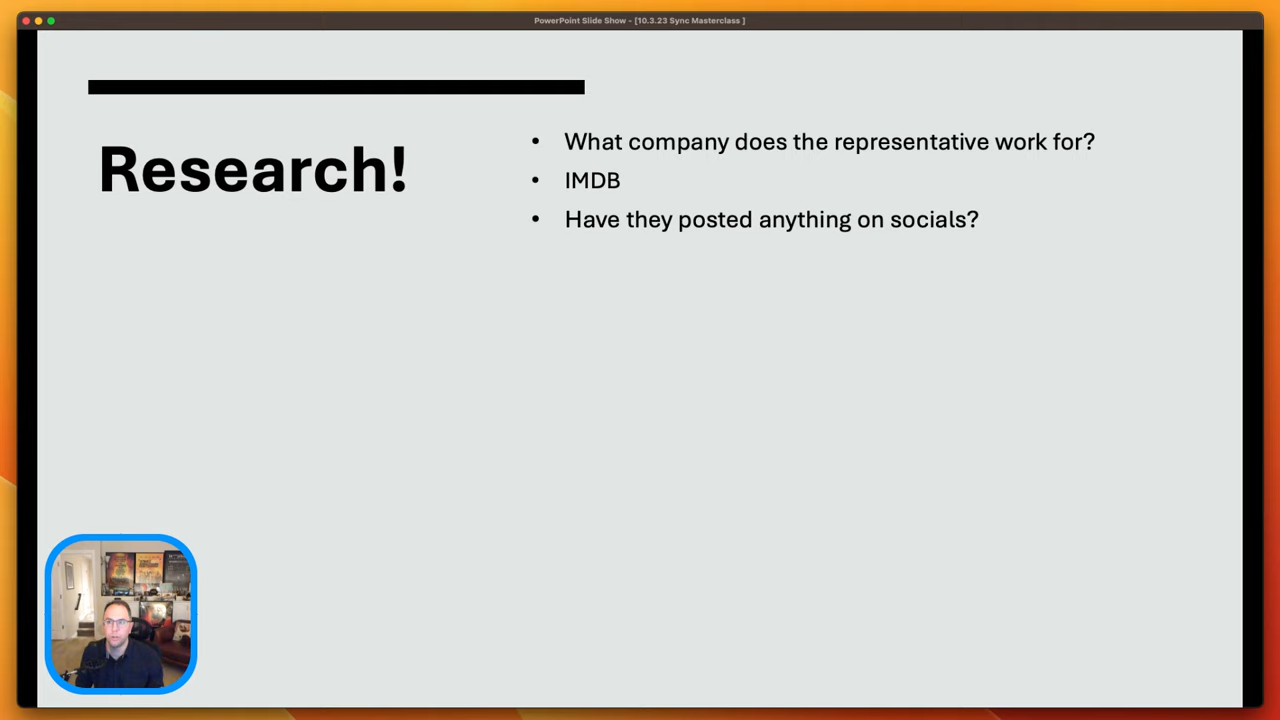 PowerPoint Slide Show - [10.3.23 Sync Masterclass ]
Research!
• What company does the representative work for?
• IMDB
• Have they posted anything on socials?